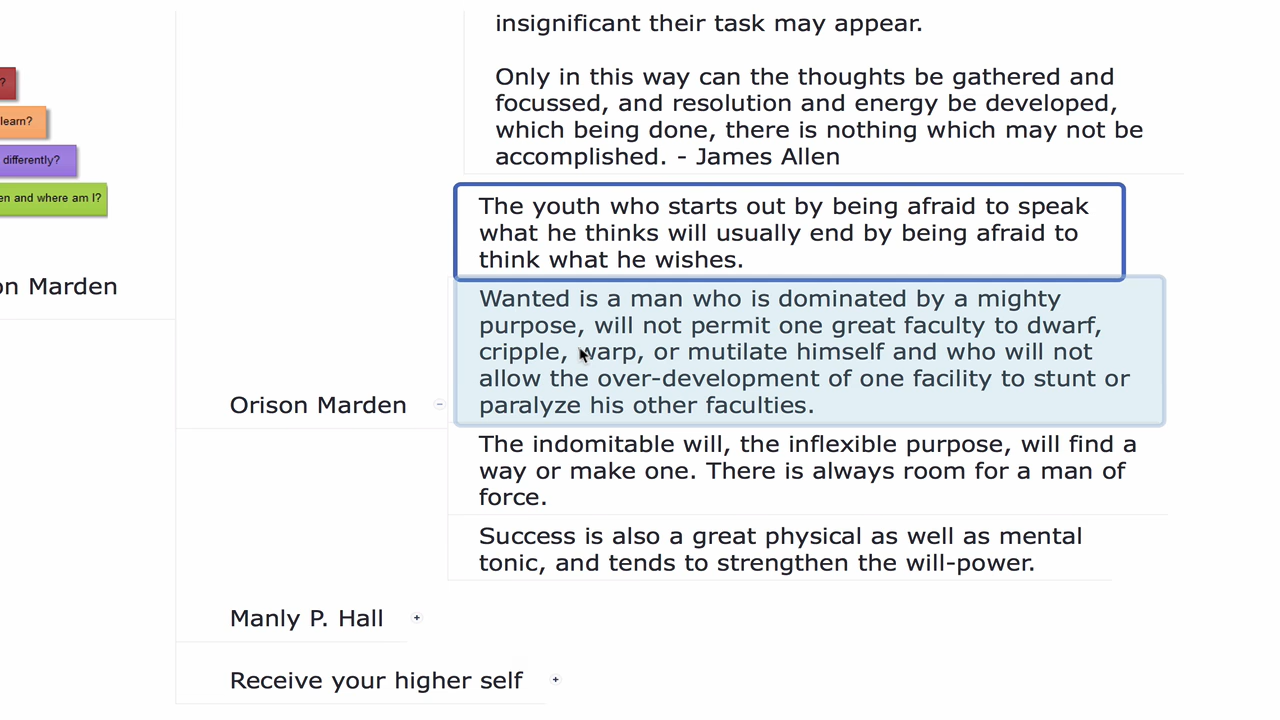 insignificant their task may appear.
Only in this way can the thoughts be gathered and
focussed, and resolution and energy be developed,
which being done, there is nothing which may not be
accomplished. - James Allen
?
learn?
differently?
en and where am I?
on Marden
The youth who starts out by being afraid to speak
what he thinks will usually end by being afraid to
think what he wishes.
Wanted is a man who is dominated by a mighty
purpose, will not permit one great faculty to dwarf,
cripple, warp, or mutilate himself and who will not
allow the over-development of one facility to stunt or
paralyze his other faculties.
Orison Marden
The indomitable will, the inflexible purpose, will find a
way or make one. There is always room for a man of
force.
Success is also a great physical as well as mental
tonic, and tends to strengthen the will-power.
Manly P. Hall
Receive your higher self